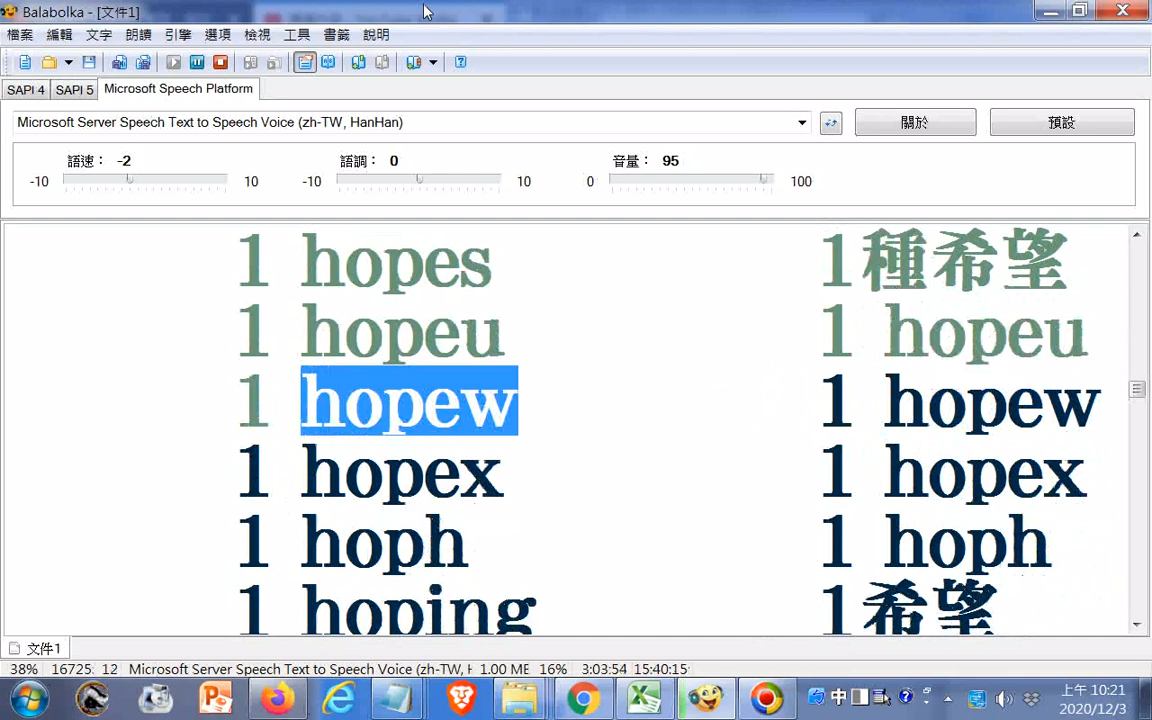 Balabolka - [文件1]
檔案 編輯 文字 朗讀 引擎 選項 檢視 工具 書籤 說明
SAPI 4 SAPI 5 Microsoft Speech Platform
Microsoft Server Speech Text to Speech Voice (zh-TW, HanHan) 關於 預設
語速： -2 語調： 0 音量： 95
-10 10 -10 10 0 100
1 hopes 1種希望
1 hopeu 1 hopeu
1 hopew 1 hopew
1 hopex 1 hopex
1 hoph 1 hoph
1 hoping 1希望
文件1
38% 16725. 12 Microsoft Server Speech Text to Speech Voice (zh-TW, 1.00 ME 16% 3:03:54 15:40:15
中 上午 10:21
2020/12/3